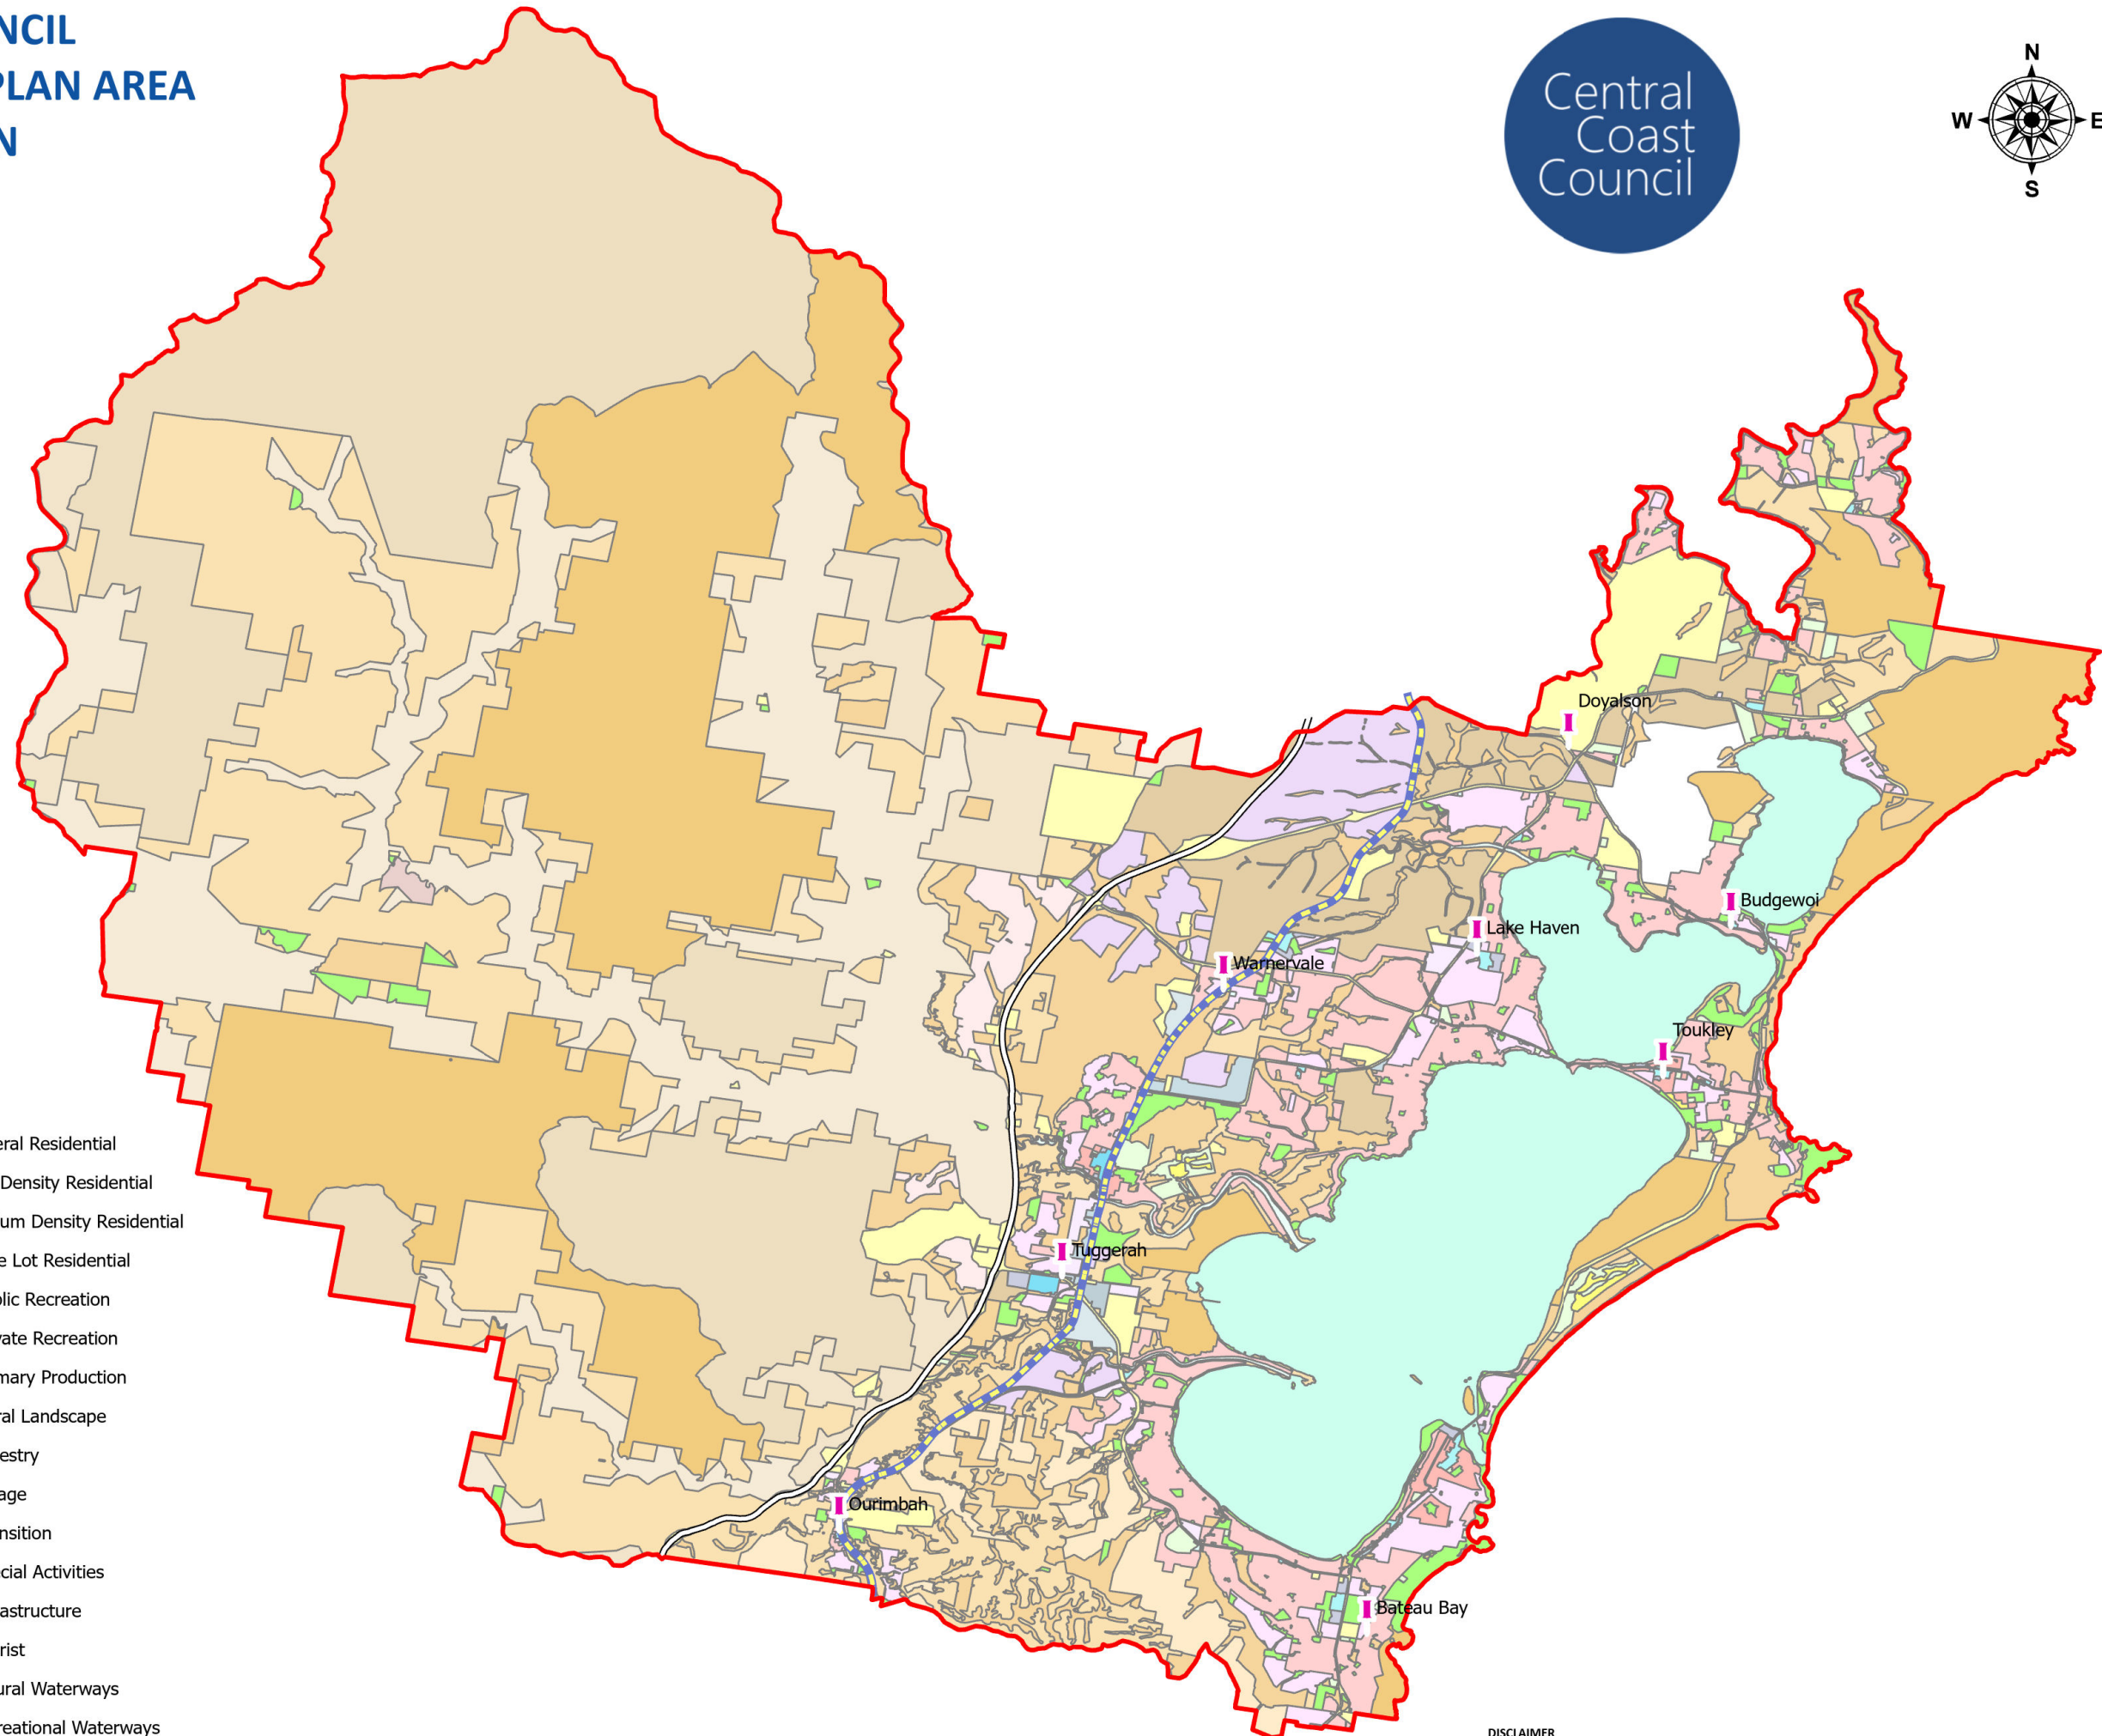 NCIL
PLAN AREA
N
Central
Coast
Council
N
W
E
S
Doyalson
Budgewoi
Lake Haven
Warnervale
Toukley
Tuggerah
Ourimbah
Bateau Bay
eral Residential
Density Residential
um Density Residential
e Lot Residential
lic Recreation
vate Recreation
mary Production
ral Landscape
estry
age
nsition
cial Activities
astructure
rist
ural Waterways
reational Waterways
DISCLAIMER